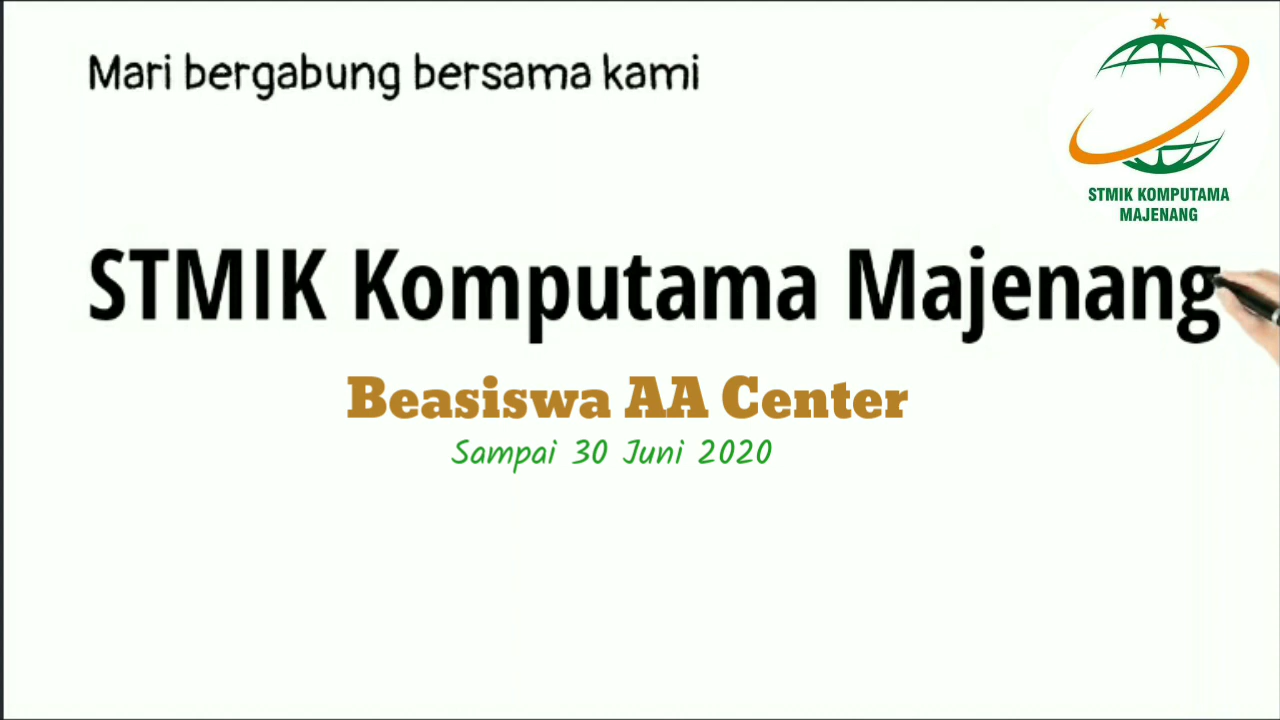 Mari bergabung bersama kami
STMIK KOMPUTAMA
MAJENANG
STMIK Komputama Majenang
Beasiswa AA Center
Sampai 30 Juni 2020